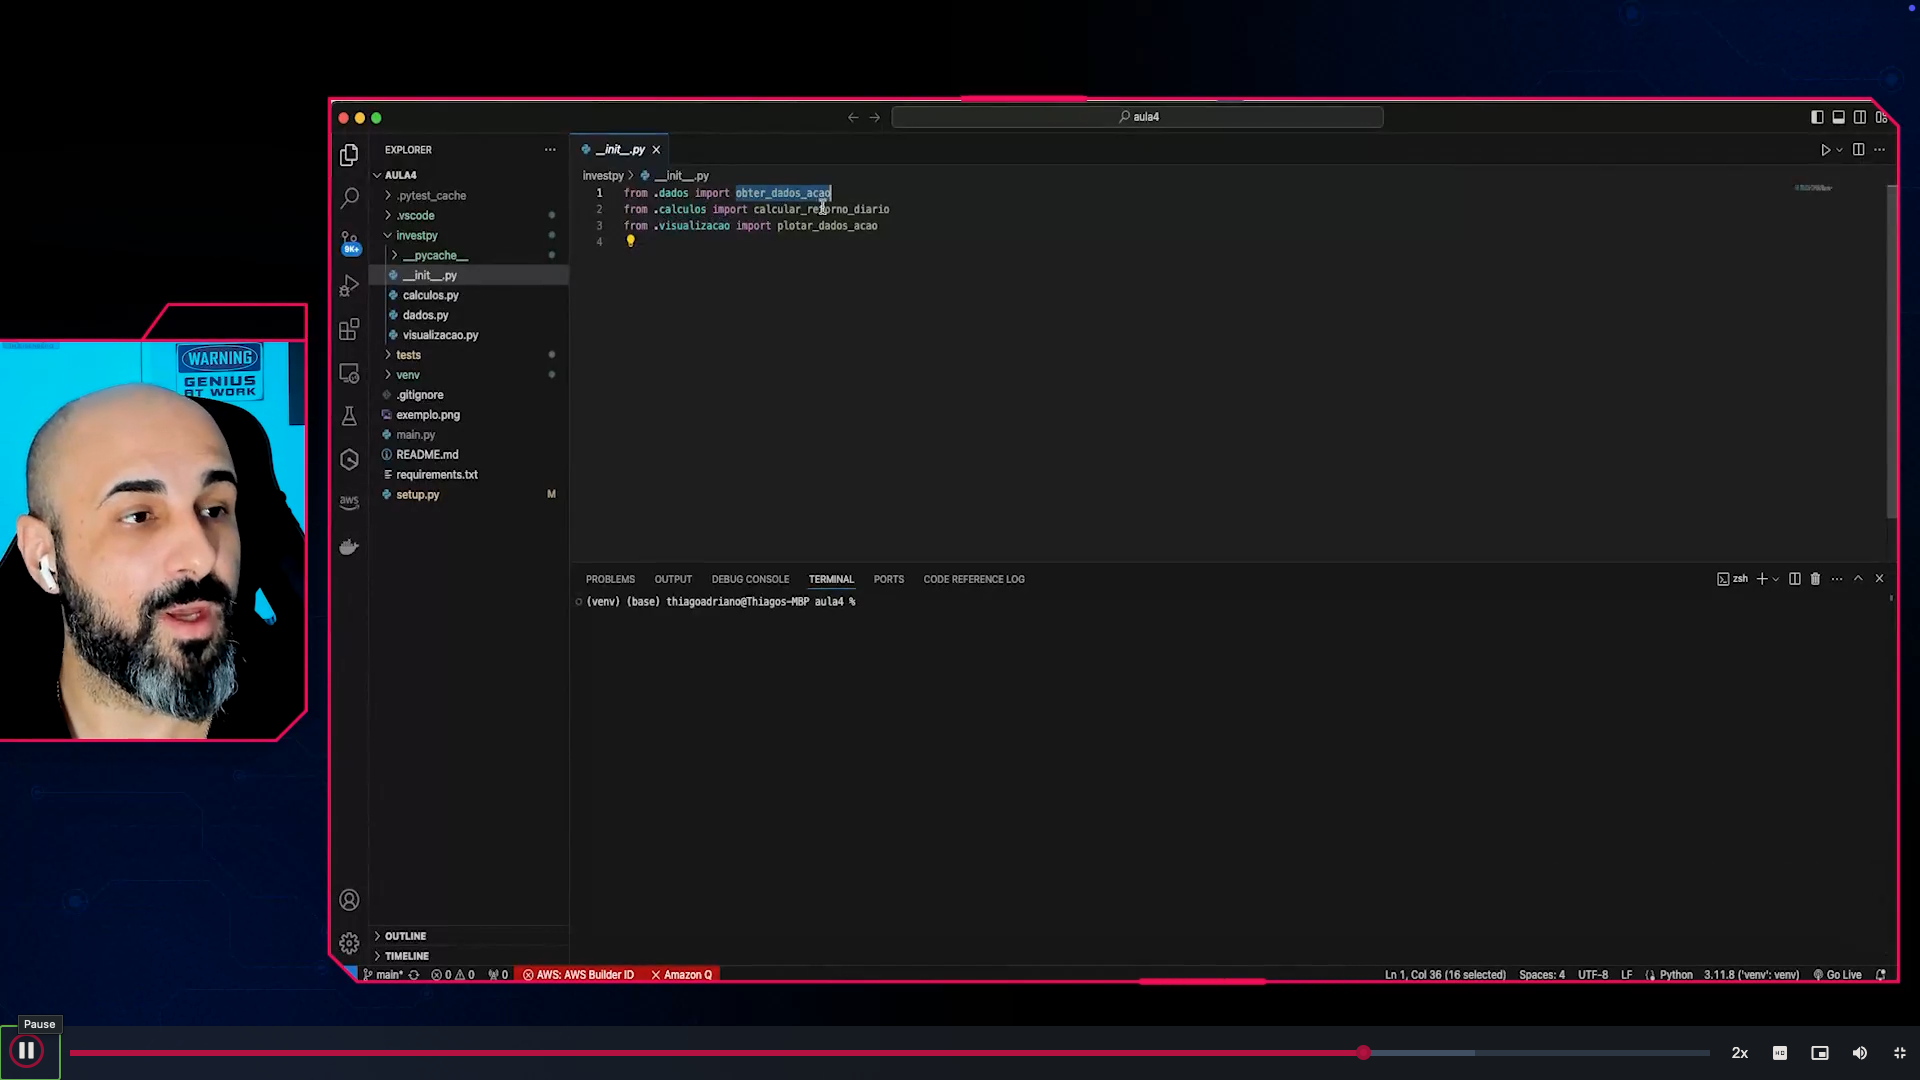 aula4
EXPLORER
__init__.py
AULA4
investpy
__init__.py
.pytest_cache
1
from .dados import obter_dados_acao
2
from .calculos import calcular_retorno_diario
.vscode
3
from .visualizacao import plotar_dados_acao
investpy
4
9K+
__pycache__
__init__.py
calculos.py
dados.py
visualizacao.py
WARNING
tests
GENIUS
venv
AT WORK
.gitignore
exemplo.png
main.py
README.md
requirements.txt
setup.py
M
aws
PROBLEMS OUTPUT DEBUG CONSOLE TERMINAL PORTS CODE REFERENCE LOG
zsh
(venv) (base) thiagoadriano@Thiagos-MBP aula4 %
OUTLINE
TIMELINE
main* 0 0 0 AWS: AWS Builder ID Amazon Q
Ln 1, Col 36 (16 selected) Spaces: 4 UTF-8 LF Python 3.11.8 ('venv': venv) Go Live
Pause
2x